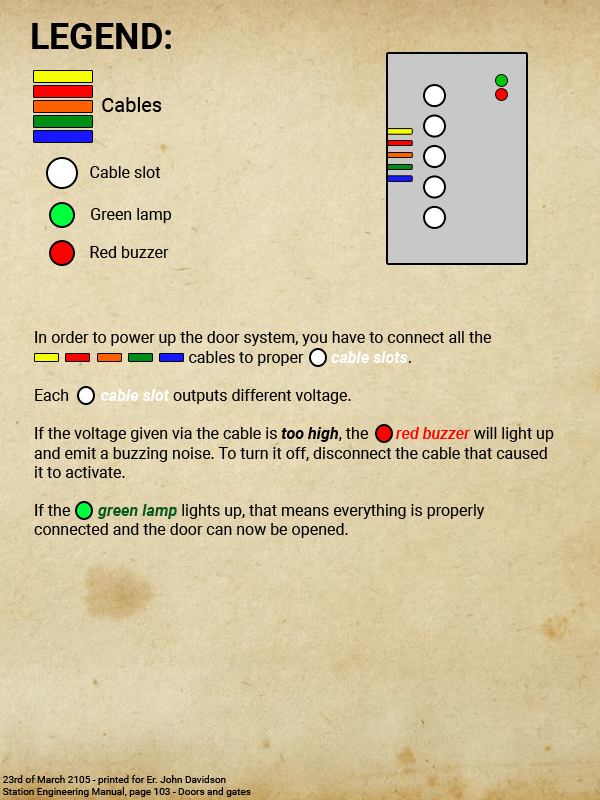 LEGEND:
Cables
Cable slot
Green lamp
Red buzzer
In order to power up the door system, you have to connect all the
cables to proper cable slots.
Each cable slot outputs different voltage.
If the voltage given via the cable is too high, the red buzzer will light up
and emit a buzzing noise. To turn it off, disconnect the cable that caused
it to activate.
If the green lamp lights up, that means everything is properly
connected and the door can now be opened.
23rd of March 2105 - printed for Er. John Davidson
Station Engineering Manual, page 103 - Doors and gates